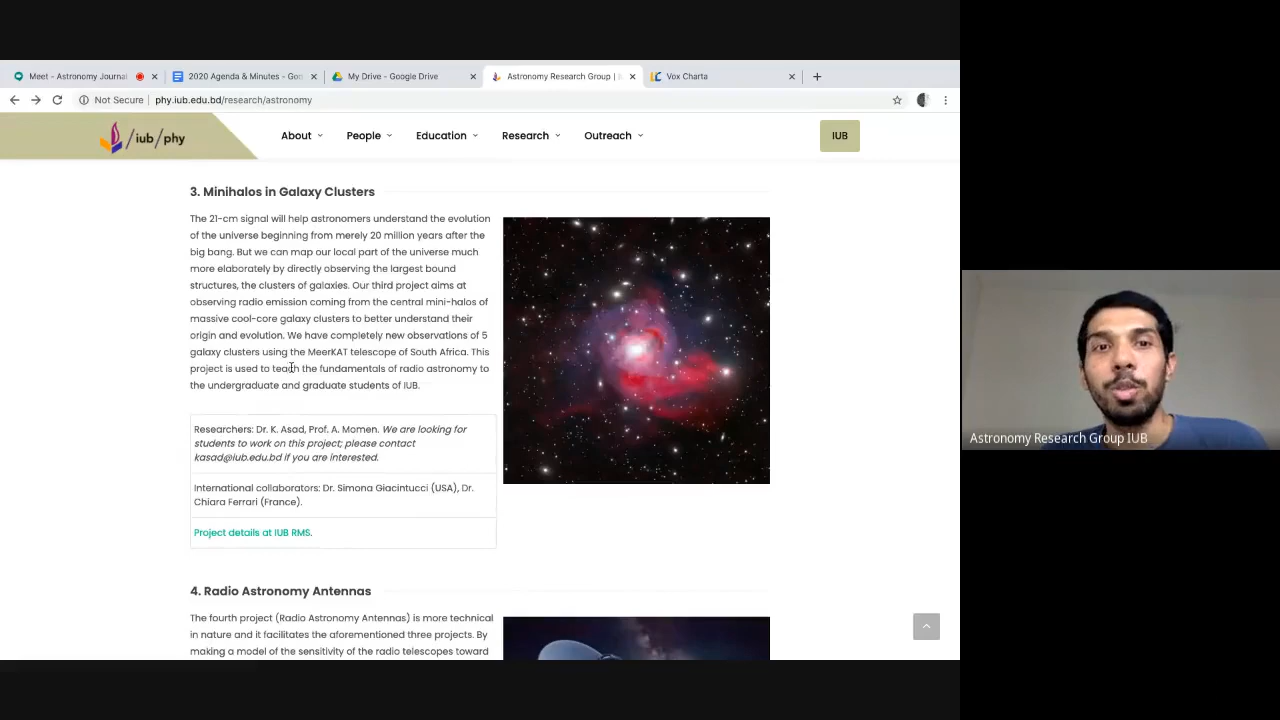 Meet - Astronomy Journal
2020 Agenda & Minutes - Goo
My Drive - Google Drive
Astronomy Research Group | I
Vox Charta
Not Secure | phy.iub.edu.bd/research/astronomy
/iub/phy
About
People
Education
Research
Outreach
IUB
3. Minihalos in Galaxy Clusters
The 21-cm signal will help astronomers understand the evolution
of the universe beginning from merely 20 million years after the
big bang. But we can map our local part of the universe much
more elaborately by directly observing the largest bound
structures, the clusters of galaxies. Our third project aims at
observing radio emission coming from the central mini-halos of
massive cool-core galaxy clusters to better understand their
origin and evolution. We have completely new observations of 5
galaxy clusters using the MeerKAT telescope of South Africa. This
project is used to teach the fundamentals of radio astronomy to
the undergraduate and graduate students of IUB.
Researchers: Dr. K. Asad, Prof. A. Momen. We are looking for
students to work on this project; please contact
kasad@iub.edu.bd if you are interested.
International collaborators: Dr. Simona Giacintucci (USA), Dr.
Chiara Ferrari (France).
Project details at IUB RMS.
4. Radio Astronomy Antennas
The fourth project (Radio Astronomy Antennas) is more technical
in nature and it facilitates the aforementioned three projects. By
making a model of the sensitivity of the radio telescopes toward
Astronomy Research Group IUB